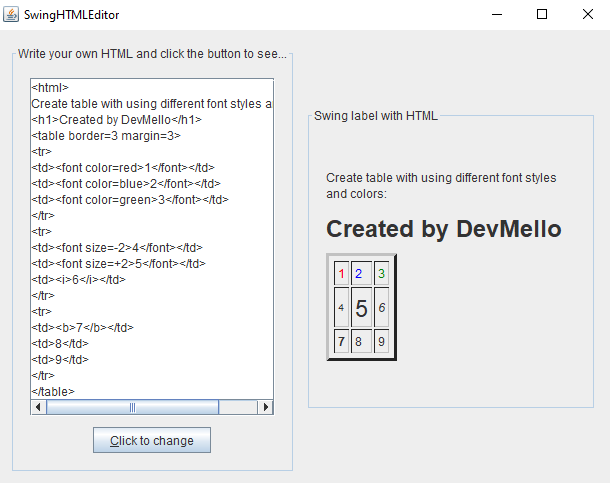 SwingHTMLEditor
Write your own HTML and click the button to see...
<html>
Create table with using different font styles a
<h1>Created by DevMello</h1>
<table border=3 margin=3>
<tr>
<td><font color=red>1</font></td>
<td><font color=blue>2</font></td>
<td><font color=green>3</font></td>
</tr>
<tr>
<td><font size=-2>4</font></td>
<td><font size=+2>5</font></td>
<td><i>6</i></td>
</tr>
<tr>
<td><b>7</b></td>
<td>8</td>
<td>9</td>
</tr>
</table>
Click to change
Swing label with HTML
Create table with using different font styles
and colors:
Created by DevMello
1 2 3
4 5 6
7 8 9